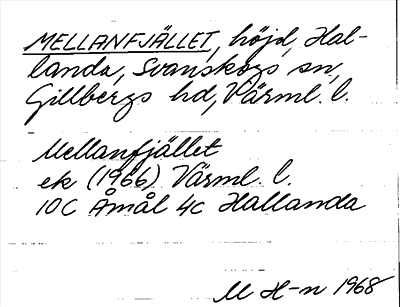 MELLANFJÄLLET, höjd, Hal-
landa, Svanskogs sn,
Gillbergs hd, Värml. l.
Mellanfjället
ek (1966) Värml. l.
10C Åmål 4c Hallanda
M H-n 1968